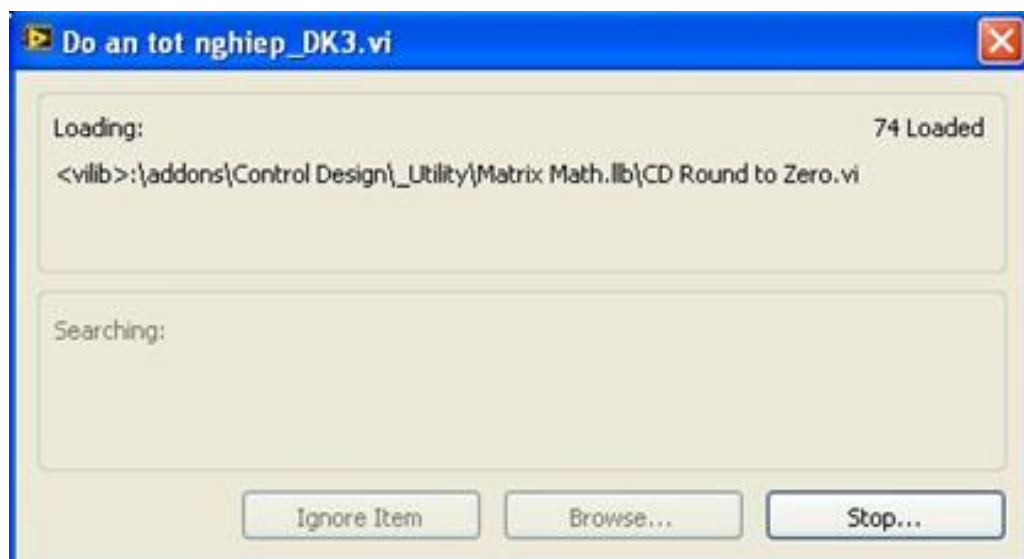 Do an tot nghiep_DK3.vi
Loading:
74 Loaded
<vilib>:\addons\Control Design\_Utility\Matrix Math.llb\CD Round to Zero.vi
Searching:
Ignore Item
Browse...
Stop...